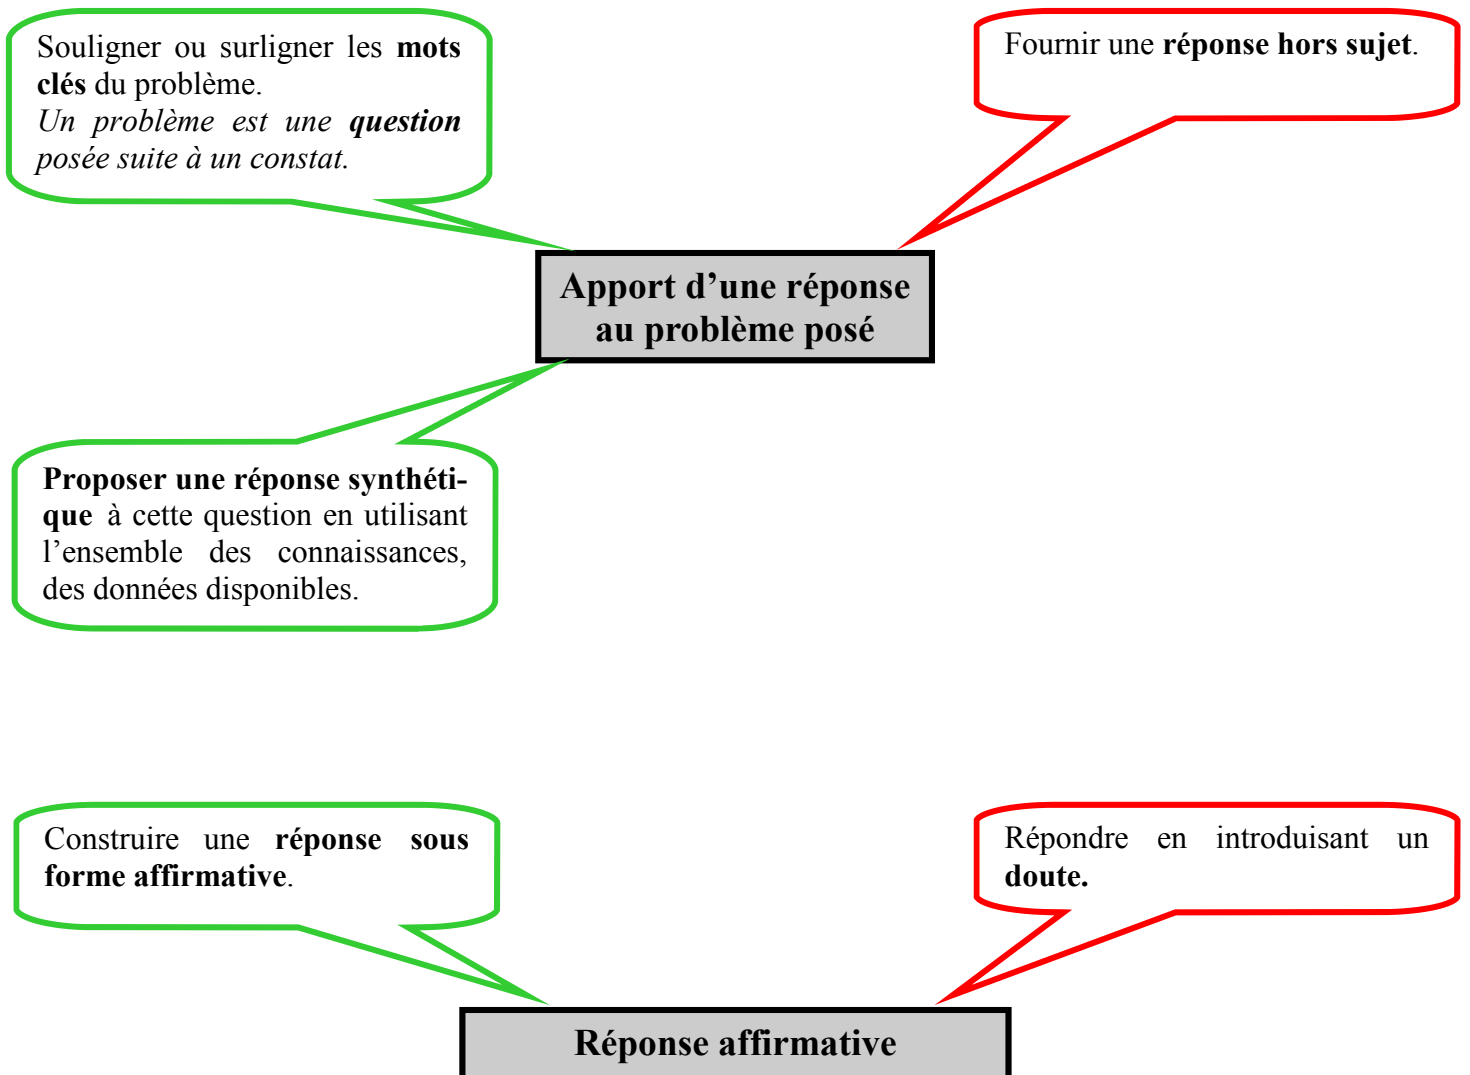 Souligner ou surligner les mots
clés du problème.
Un problème est une question
posée suite à un constat.
Fournir une réponse hors sujet.
Apport d’une réponse
au problème posé
Proposer une réponse synthéti-
que à cette question en utilisant
l’ensemble des connaissances,
des données disponibles.
Construire une réponse sous
forme affirmative.
Répondre en introduisant un
doute.
Réponse affirmative